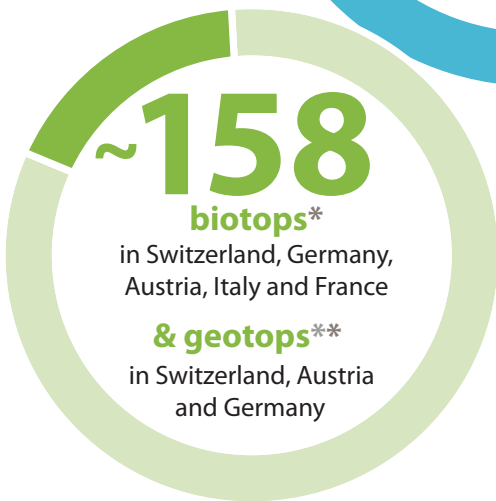 ~158
biotops*
in Switzerland, Germany,
Austria, Italy and France
& geotops**
in Switzerland, Austria
and Germany